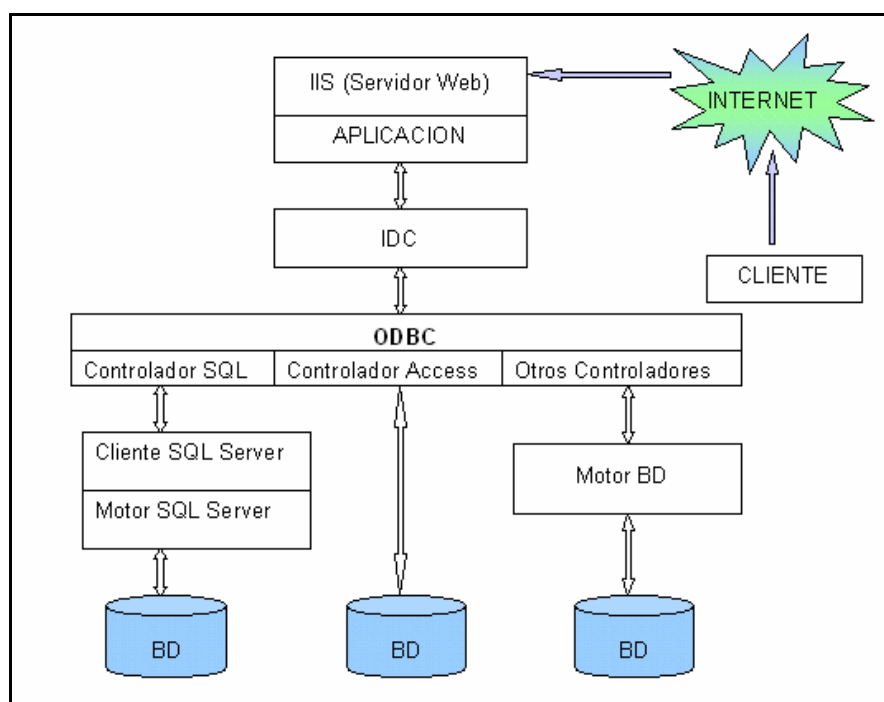 IIS (Servidor Web)
INTERNET
APLICACION
IDC
CLIENTE
ODBC
Controlador SQL
Controlador Access
Otros Controladores
Cliente SQL Server
Motor SQL Server
Motor BD
BD
BD
BD